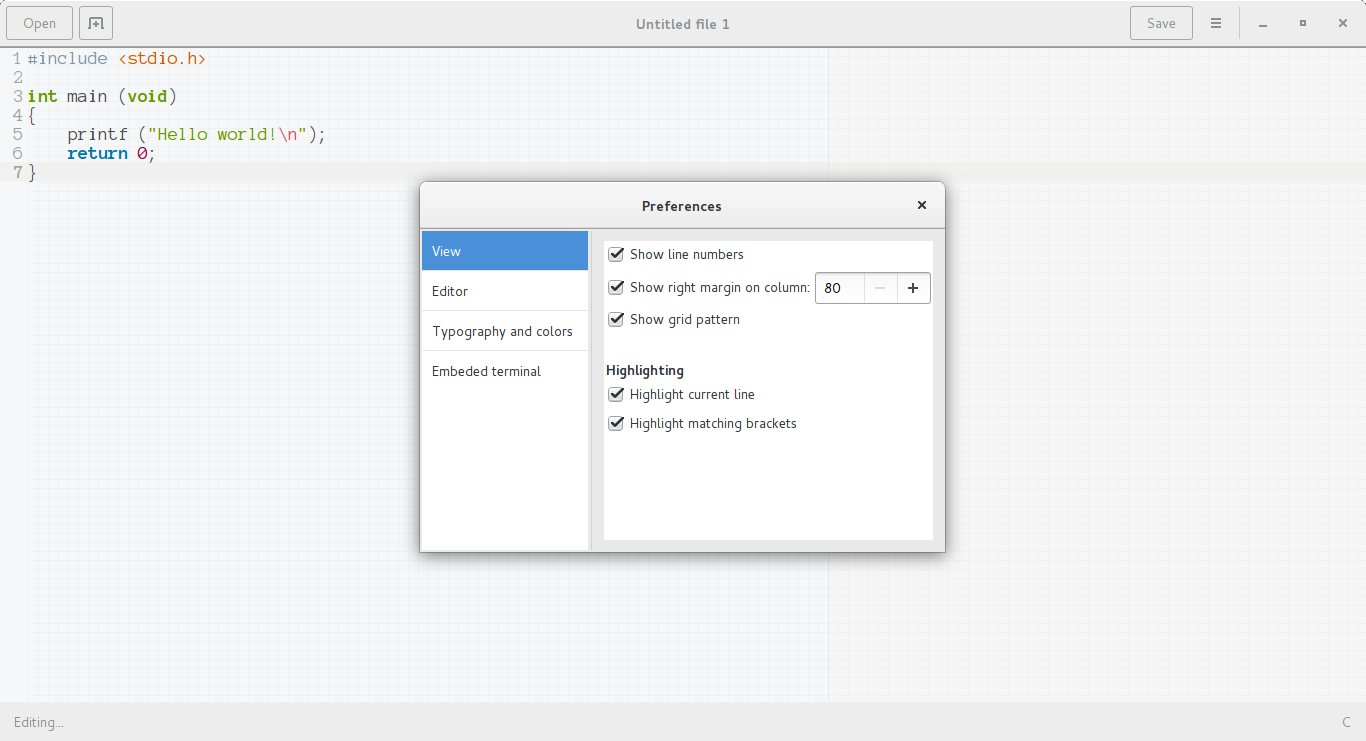 Open
Untitled file 1
Save
1 #include <stdio.h>
2
3 int main (void)
4 {
5     printf ("Hello world!\n");
6     return 0;
7 }
Preferences
View
Editor
Typography and colors
Embeded terminal
Show line numbers
Show right margin on column: 80
Show grid pattern
Highlighting
Highlight current line
Highlight matching brackets
Editing...
C